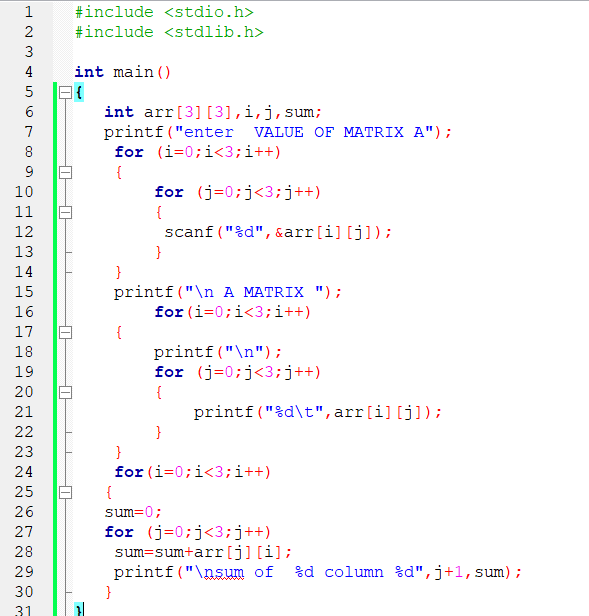 1 #include <stdio.h>
2 #include <stdlib.h>
3
4 int main()
5 {
6 int arr[3][3],i,j,sum;
7 printf("enter  VALUE OF MATRIX A");
8 for (i=0;i<3;i++)
9 {
10 for (j=0;j<3;j++)
11 {
12 scanf("%d",&arr[i][j]);
13 }
14 }
15 printf("\n A MATRIX ");
16 for(i=0;i<3;i++)
17 {
18 printf("\n");
19 for (j=0;j<3;j++)
20 {
21 printf("%d\t",arr[i][j]);
22 }
23 }
24 for(i=0;i<3;i++)
25 {
26 sum=0;
27 for (j=0;j<3;j++)
28 sum=sum+arr[j][i];
29 printf("\nsum of  %d column %d",j+1,sum);
30 }
31 }